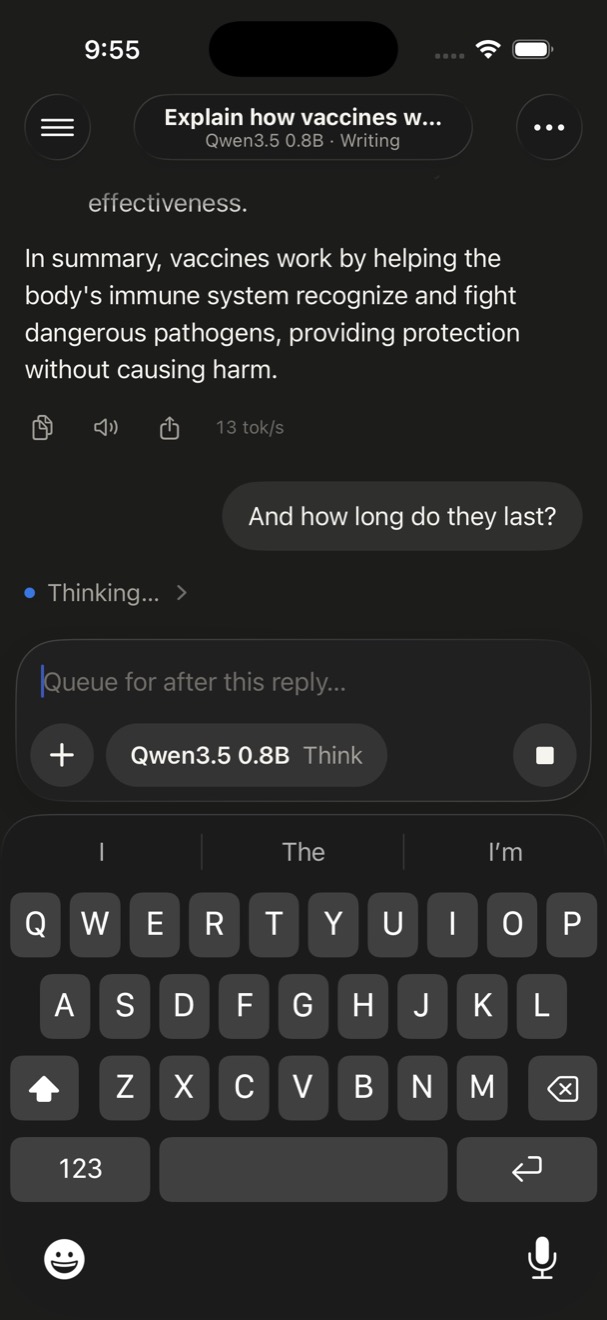 9:55
Explain how vaccines w...
Qwen3.5 0.8B · Writing
effectiveness.
In summary, vaccines work by helping the
body's immune system recognize and fight
dangerous pathogens, providing protection
without causing harm.
13 tok/s
And how long do they last?
Thinking...
Queue for after this reply...
Qwen3.5 0.8B Think
I The I'm
Q W E R T Y U I O P
A S D F G H J K L
Z X C V B N M
123